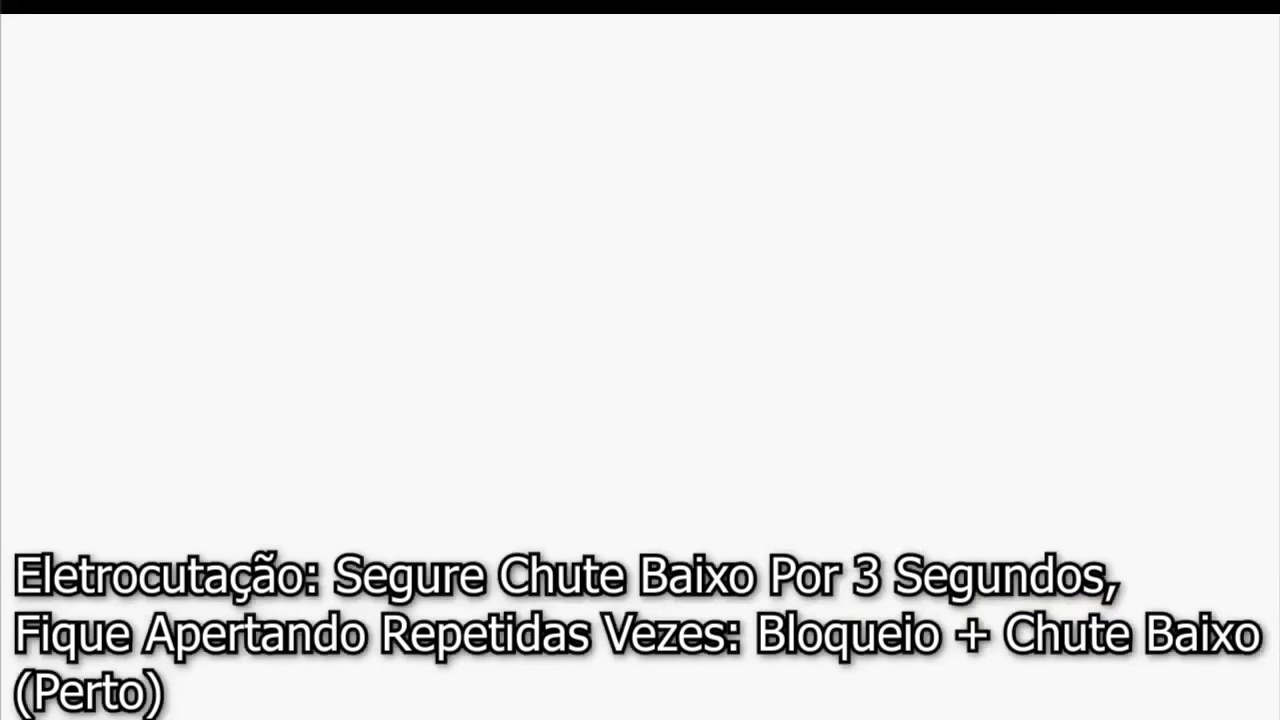 Eletrocutação: Segure Chute Baixo Por 3 Segundos,
Fique Apertando Repetidas Vezes: Bloqueio + Chute Baixo
(Perto)